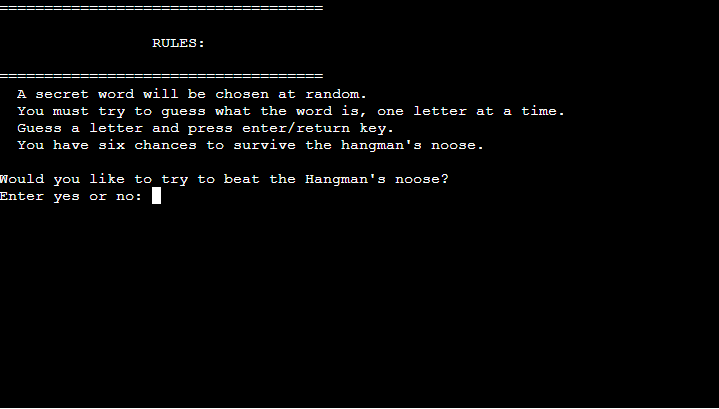 ====================================
RULES:
====================================
A secret word will be chosen at random.
You must try to guess what the word is, one letter at a time.
Guess a letter and press enter/return key.
You have six chances to survive the hangman's noose.
Would you like to try to beat the Hangman's noose?
Enter yes or no: